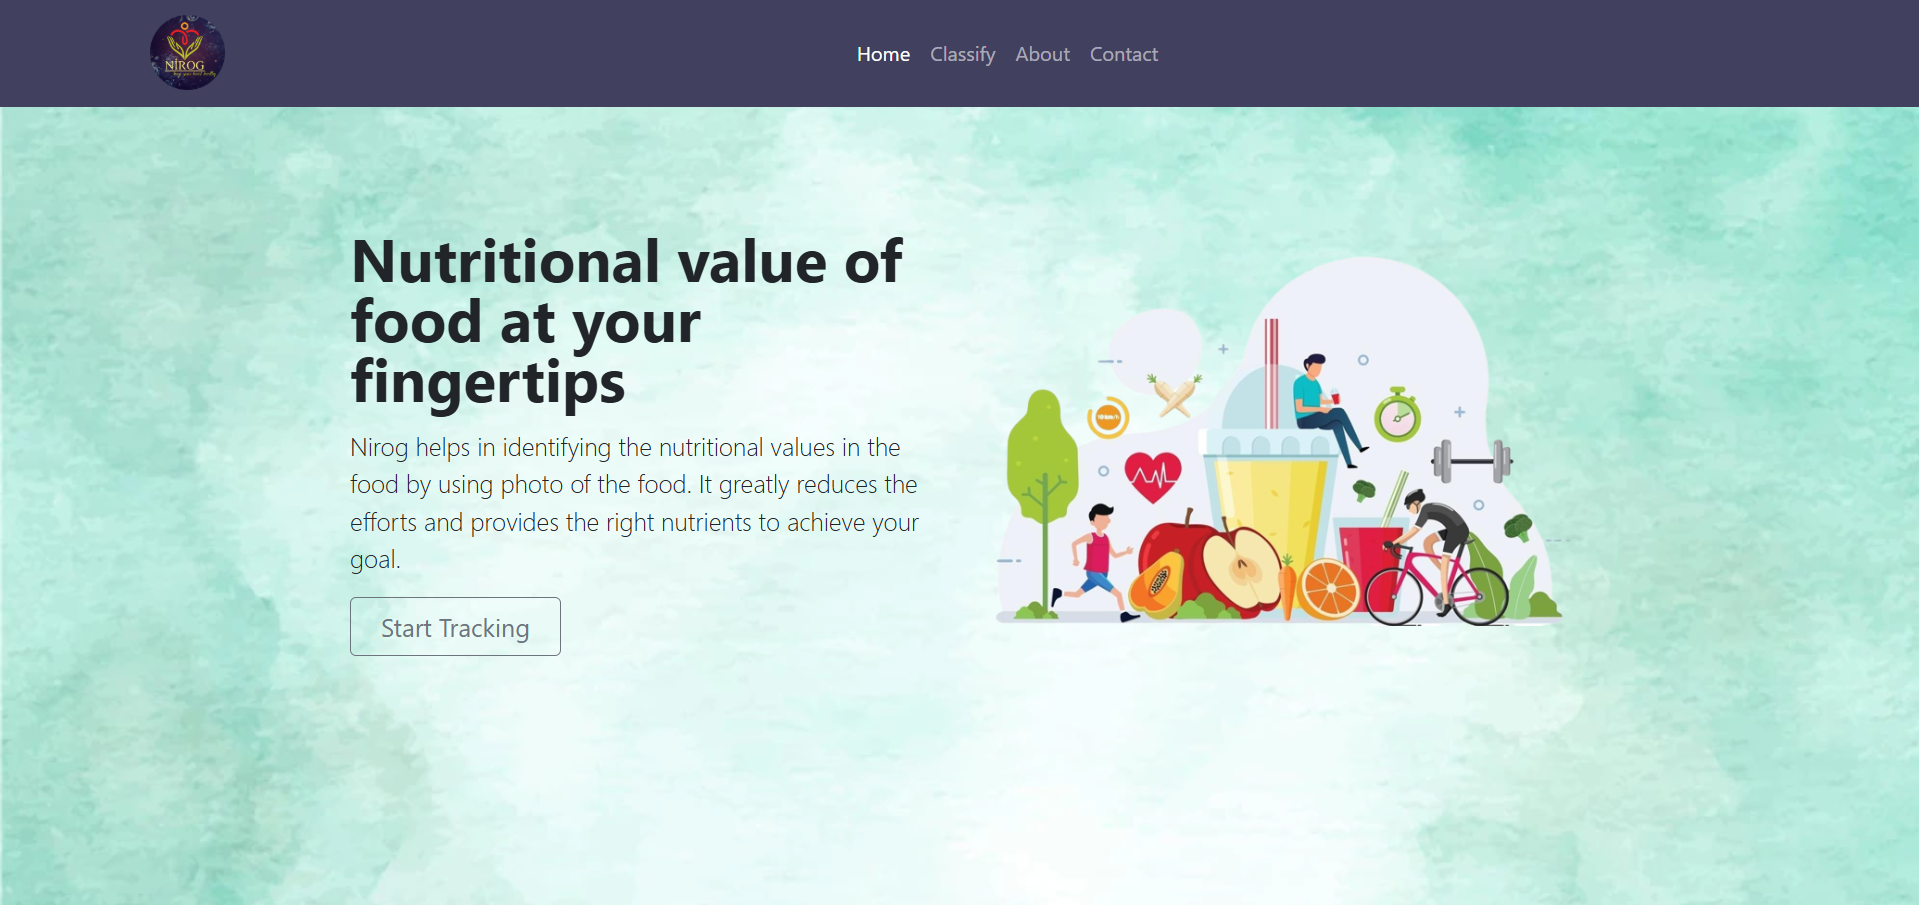 NIROG
Home Classify About Contact
Nutritional value of
food at your
fingertips
Nirog helps in identifying the nutritional values in the
food by using photo of the food. It greatly reduces the
efforts and provides the right nutrients to achieve your
goal.
Start Tracking